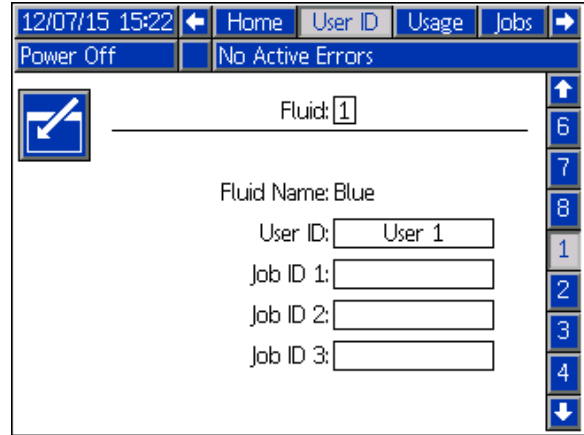 12/07/15 15:22 Home User ID Usage Jobs
Power Off No Active Errors
Fluid: 1
Fluid Name: Blue
User ID: User 1
Job ID 1:
Job ID 2:
Job ID 3:
6
7
8
1
2
3
4